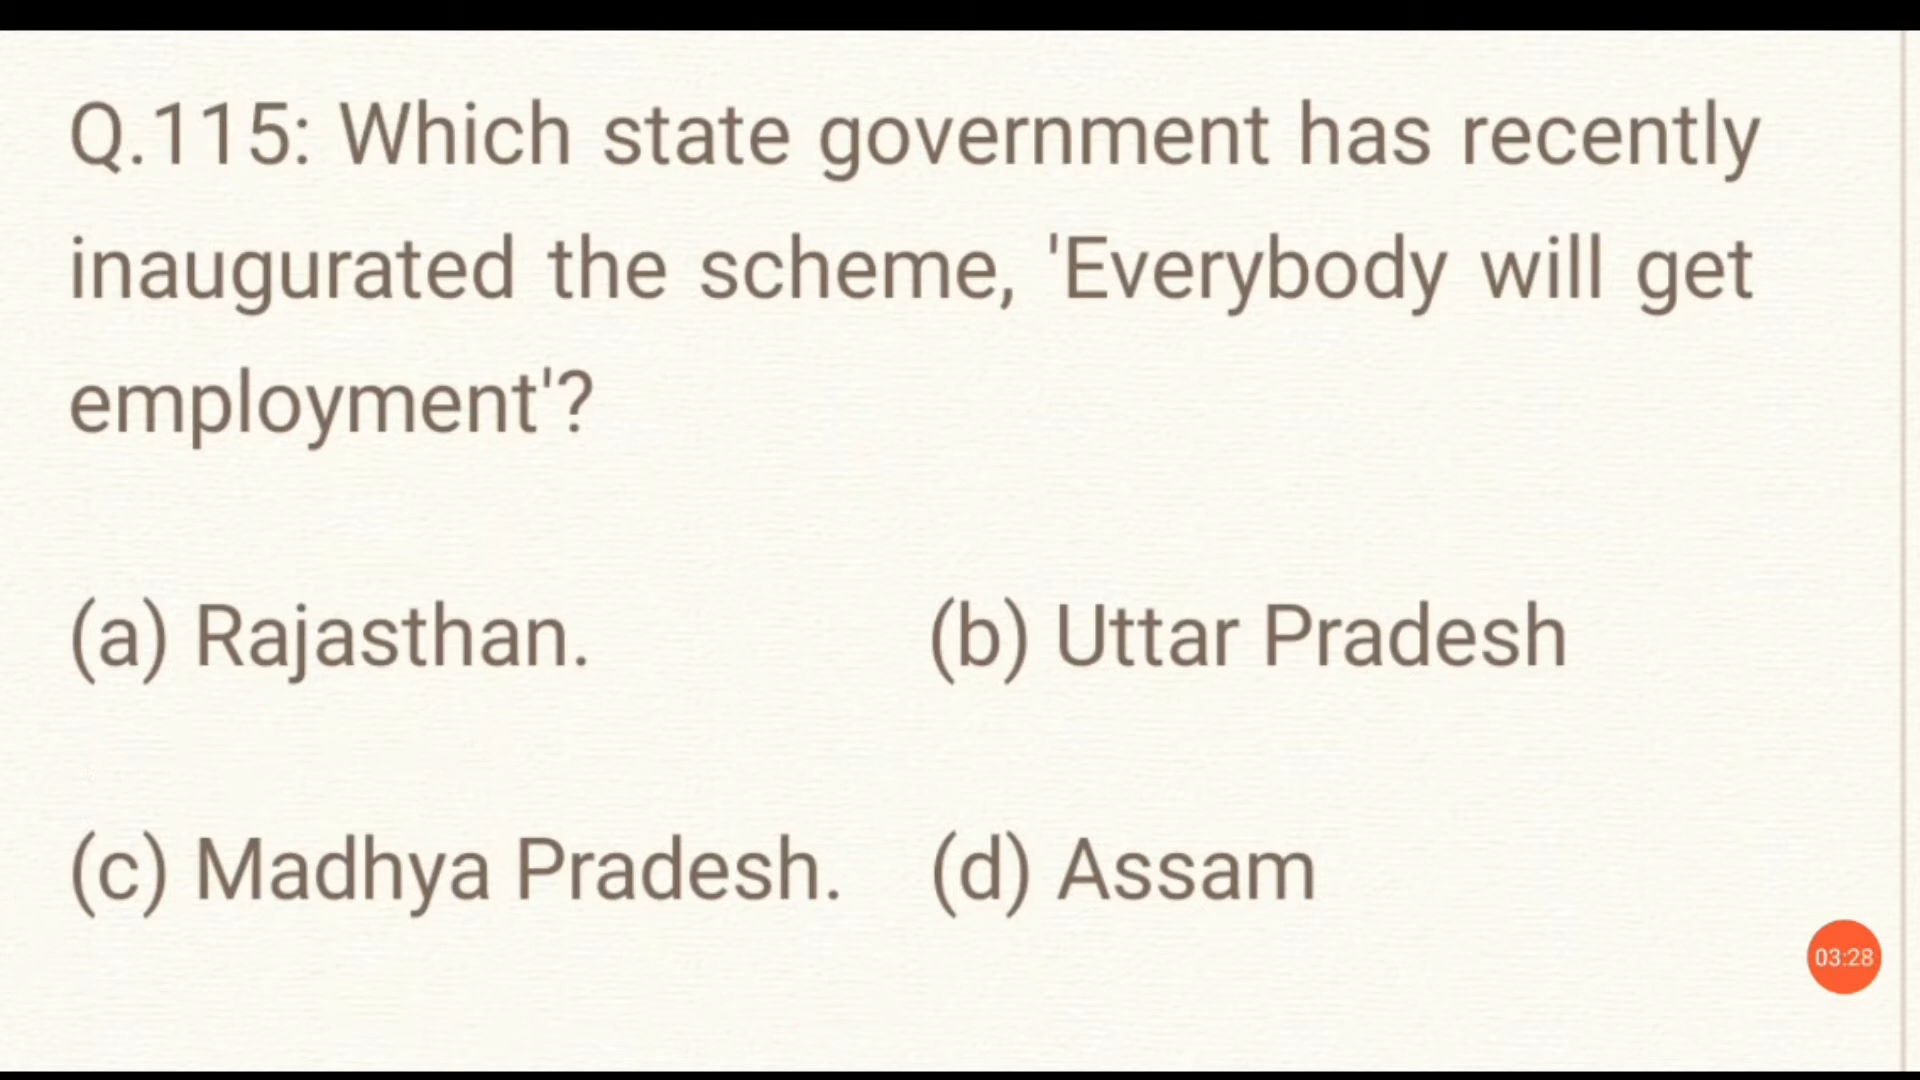 Q.115: Which state government has recently
inaugurated the scheme, 'Everybody will get
employment'?
(a) Rajasthan. (b) Uttar Pradesh
(c) Madhya Pradesh. (d) Assam
03:28